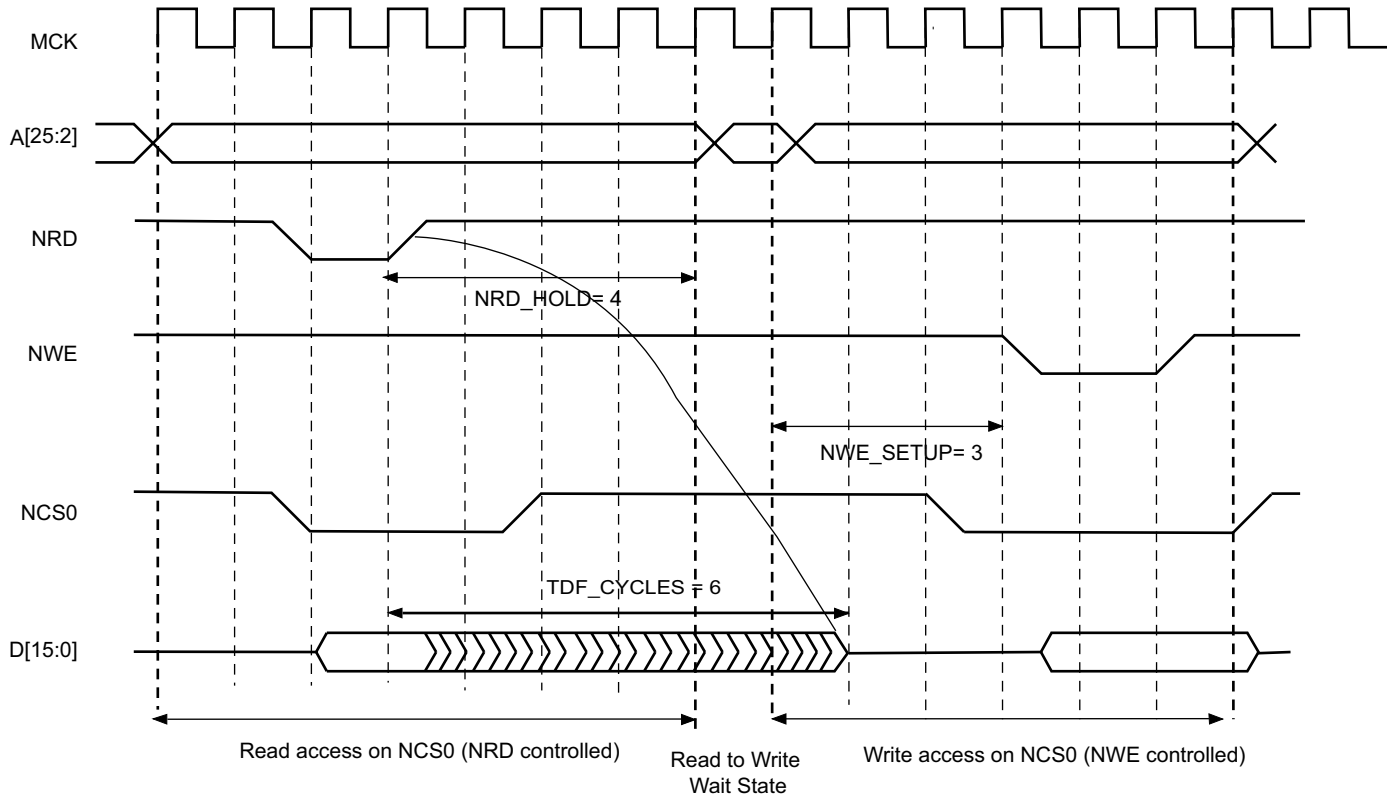 MCK
A[25:2]
NRD
NRD_HOLD= 4
NWE
NWE_SETUP= 3
NCS0
TDF_CYCLES = 6
D[15:0]
Read access on NCS0 (NRD controlled)
Read to Write
Wait State
Write access on NCS0 (NWE controlled)